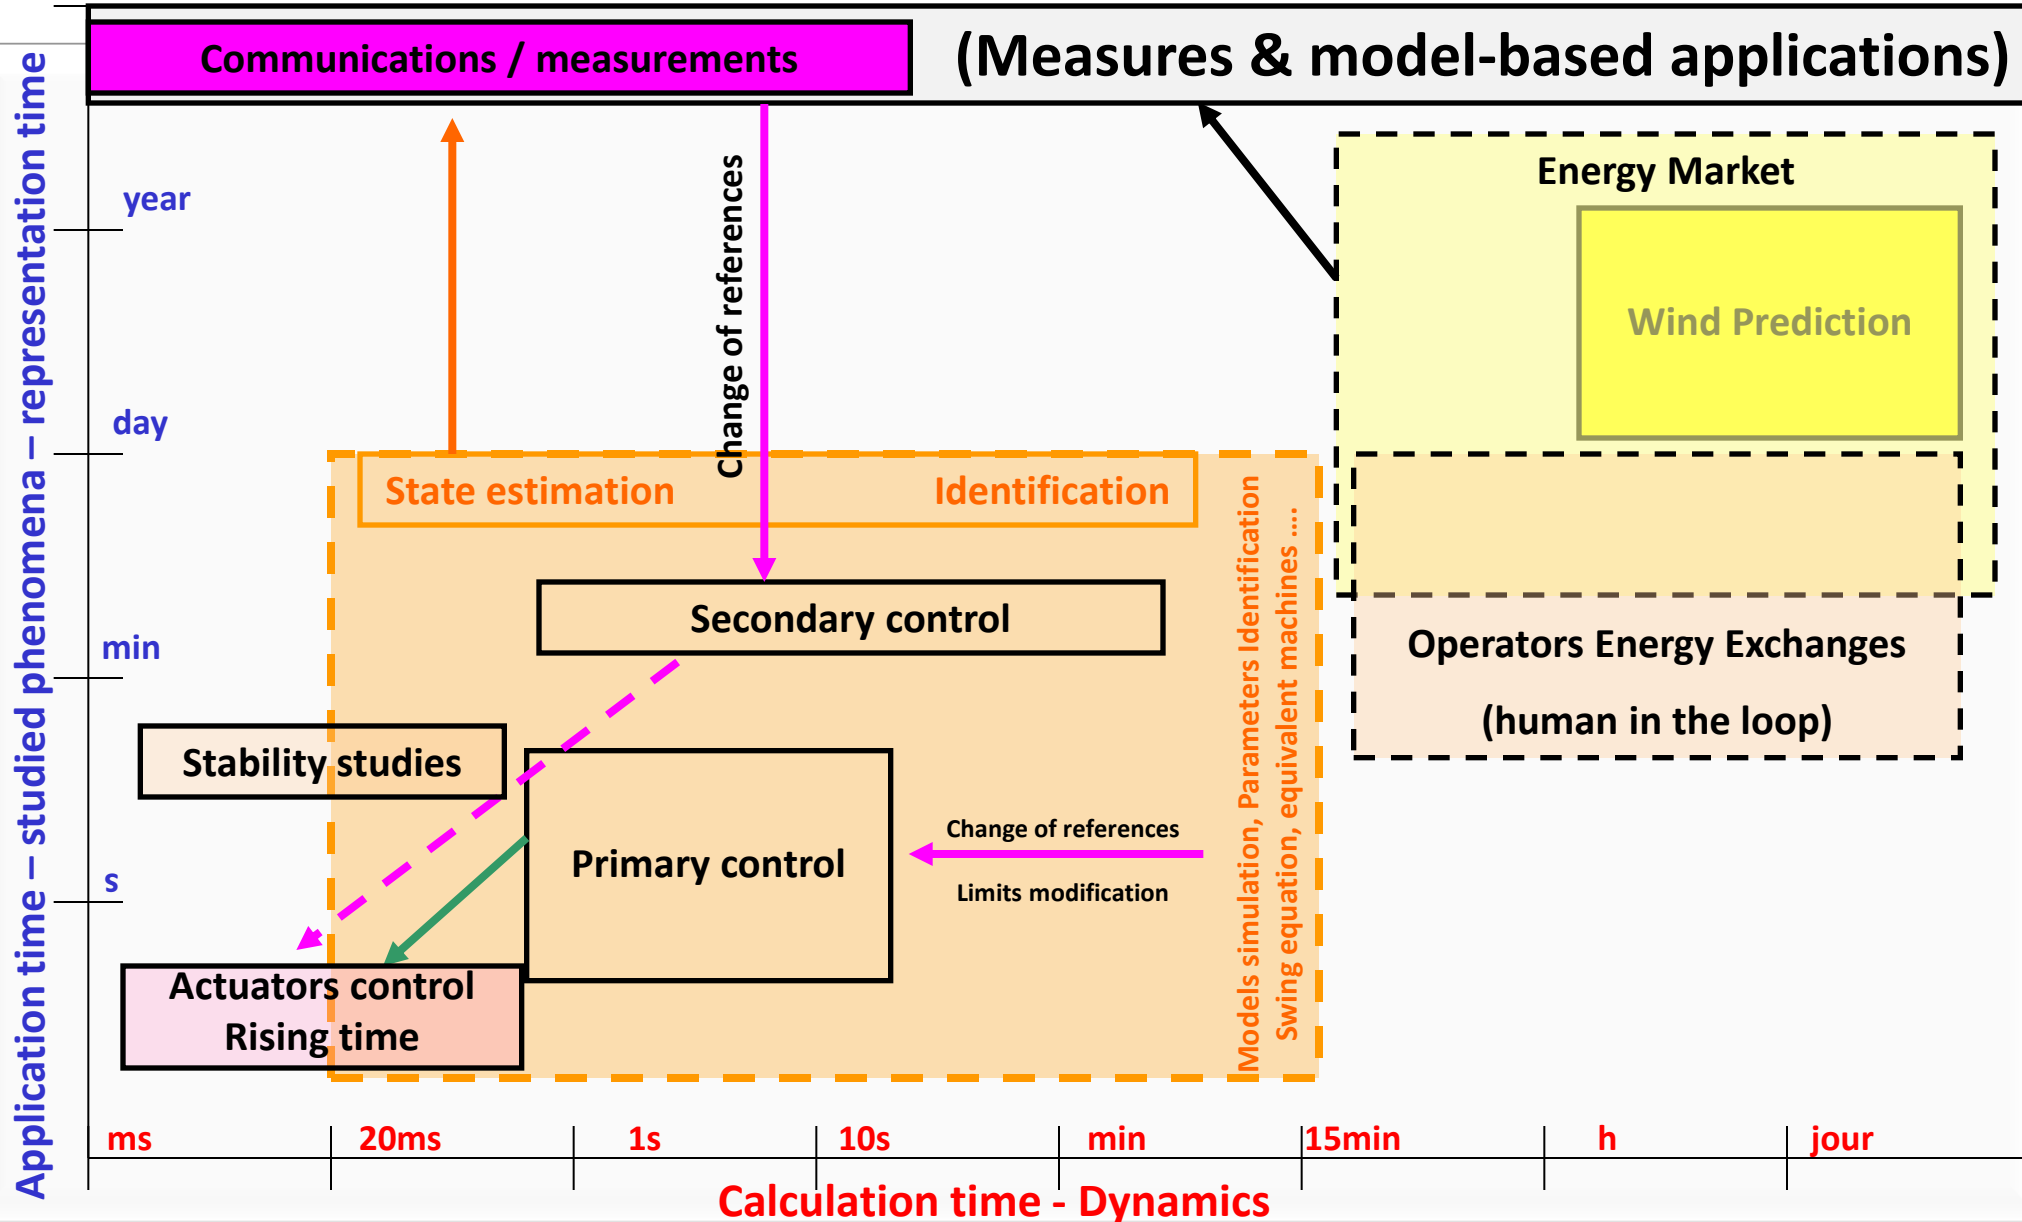 Communications / measurements
(Measures & model-based applications)
Application time – studied phenomena – representation time
year
day
min
s
Change of references
Energy Market
Wind Prediction
State estimation
Identification
Secondary control
Models simulation, Parameters Identification
Swing equation, equivalent machines ....
Operators Energy Exchanges
(human in the loop)
Stability studies
Primary control
Change of references
Limits modification
Actuators control
Rising time
ms
20ms
1s
10s
min
15min
h
jour
Calculation time - Dynamics